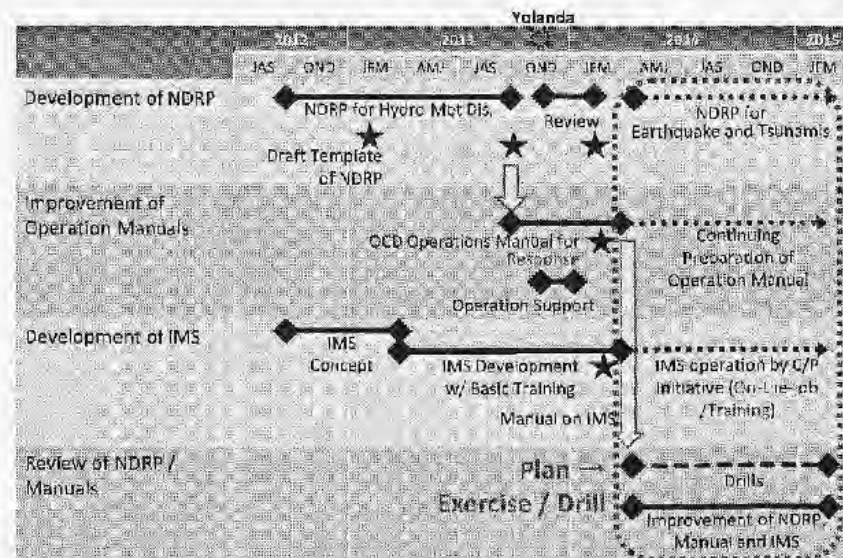 Yolanda
2012 2013 2014 2015
JAS OND JFM AMJ JAS OND JFM AMJ JAS OND JFM
Development of NDRP
NDRP for Hydro Met Dis.
Review
NDRP for
Earthquake and Tsunamis
Draft Template
of NDRP
Improvement of
Operation Manuals
OCD Operations Manual for
Response
Continuing
Preparation of
Operation Manual
Operation Support
Development of IMS
IMS
Concept
IMS Development
w/ Basic Training
IMS operation by C/P
Initiative (On-the-job
/Training)
Manual on IMS
Review of NDRP /
Manuals
Plan →
Exercise / Drill
Drills
Improvement of NDRP
Manual and IMS